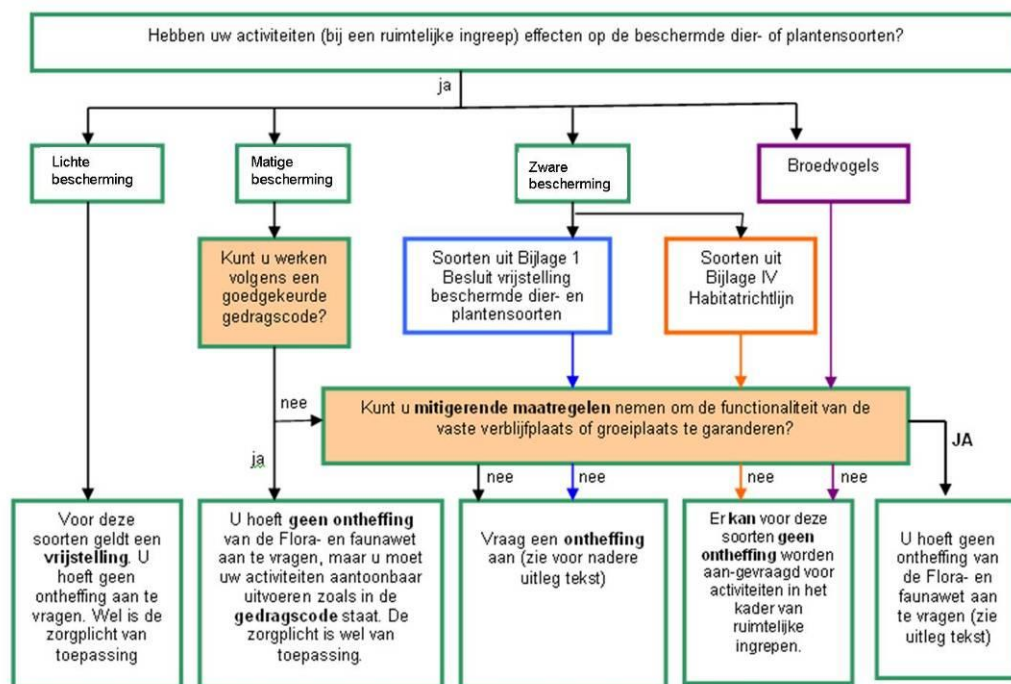 Hebben uw activiteiten (bij een ruimtelijke ingreep) effecten op de beschermde dier- of plantensoorten?
ja
Lichte
bescherming
Matige
bescherming
Zware
bescherming
Broedvogels
Kunt u werken
volgens een
goedgekeurde
gedragscode?
Soorten uit Bijlage 1
Besluit vrijstelling
beschermde dier- en
plantensoorten
Soorten uit
Bijlage IV
Habitatrichtlijn
nee
Kunt u mitigerende maatregelen nemen om de functionaliteit van de
vaste verblijfplaats of groeiplaats te garanderen?
JA
ja
nee
nee
nee
nee
Voor deze
soorten geldt een
vrijstelling. U
hoeft geen
ontheffing aan te
vragen. Wel is de
zorgplicht van
toepassing
U hoeft geen ontheffing
van de Flora- en faunawet
aan te vragen, maar u moet
uw activiteiten aantoonbaar
uitvoeren zoals in de
gedragscode staat. De
zorgplicht is wel van
toepassing.
Vraag een ontheffing
aan (zie voor nadere
uitleg tekst)
Er kan voor deze
soorten geen
ontheffing worden
aan-gevraagd voor
activiteiten in het
kader van
ruimtelijke
ingrepen.
U hoeft geen
ontheffing van
de Flora- en
faunawet aan
te vragen (zie
uitleg tekst)